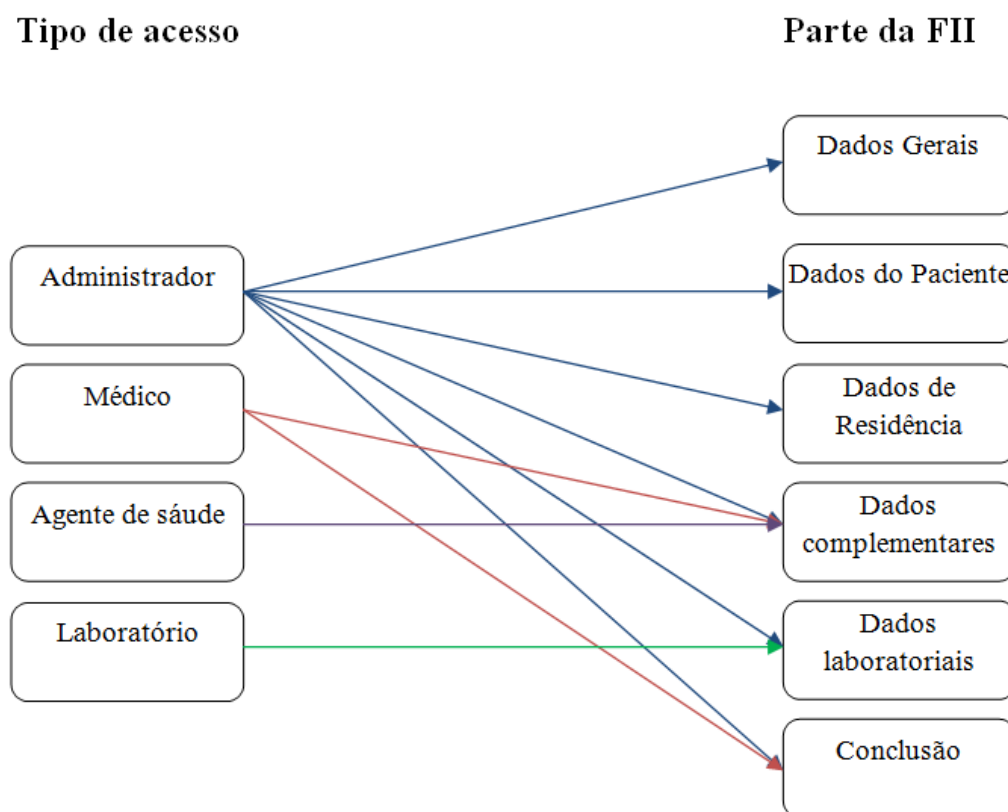 Tipo de acesso
Parte da FII
Administrador
Médico
Agente de sáude
Laboratório
Dados Gerais
Dados do Paciente
Dados de
Residência
Dados
complementares
Dados
laboratoriais
Conclusão